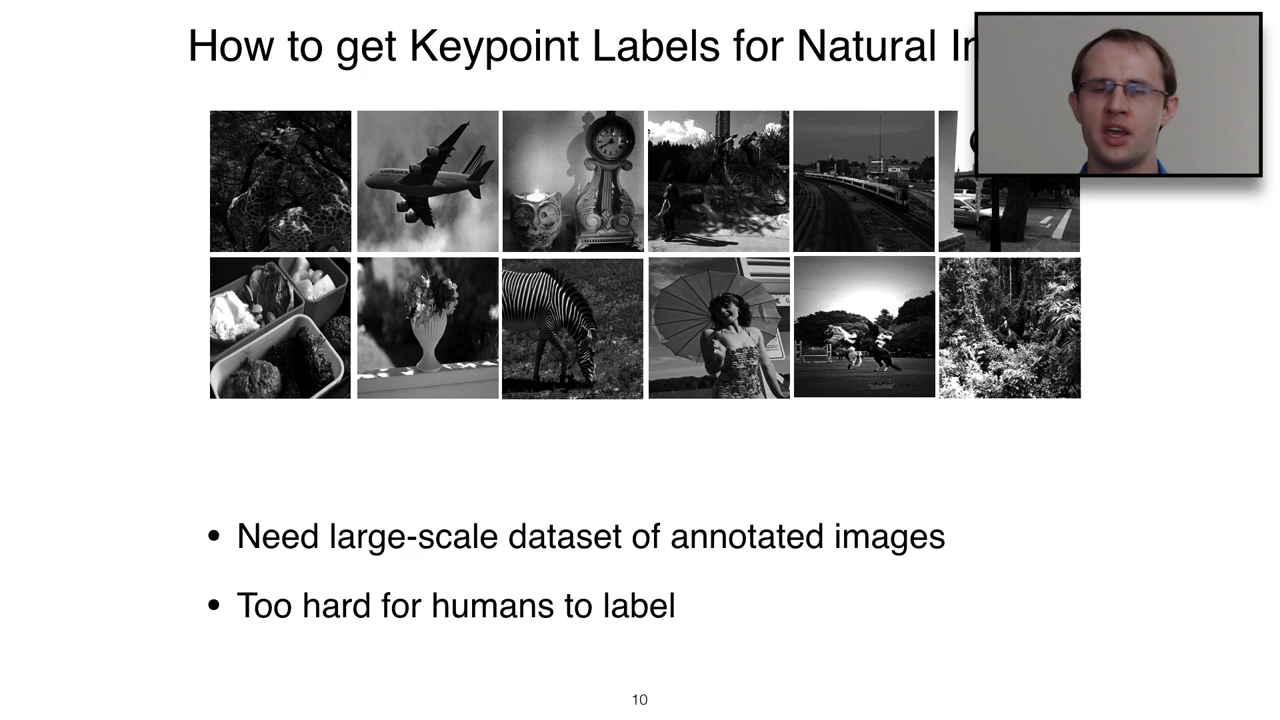 How to get Keypoint Labels for Natural
AIRFRANCE
• Need large-scale dataset of annotated images
• Too hard for humans to label
10